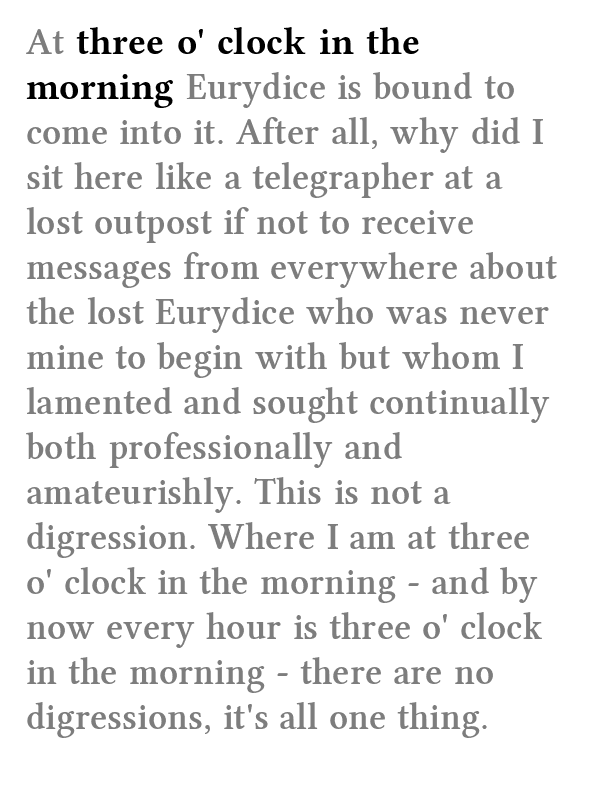 At three o' clock in the
morning Eurydice is bound to
come into it. After all, why did I
sit here like a telegrapher at a
lost outpost if not to receive
messages from everywhere about
the lost Eurydice who was never
mine to begin with but whom I
lamented and sought continually
both professionally and
amateurishly. This is not a
digression. Where I am at three
o' clock in the morning - and by
now every hour is three o' clock
in the morning - there are no
digressions, it's all one thing.